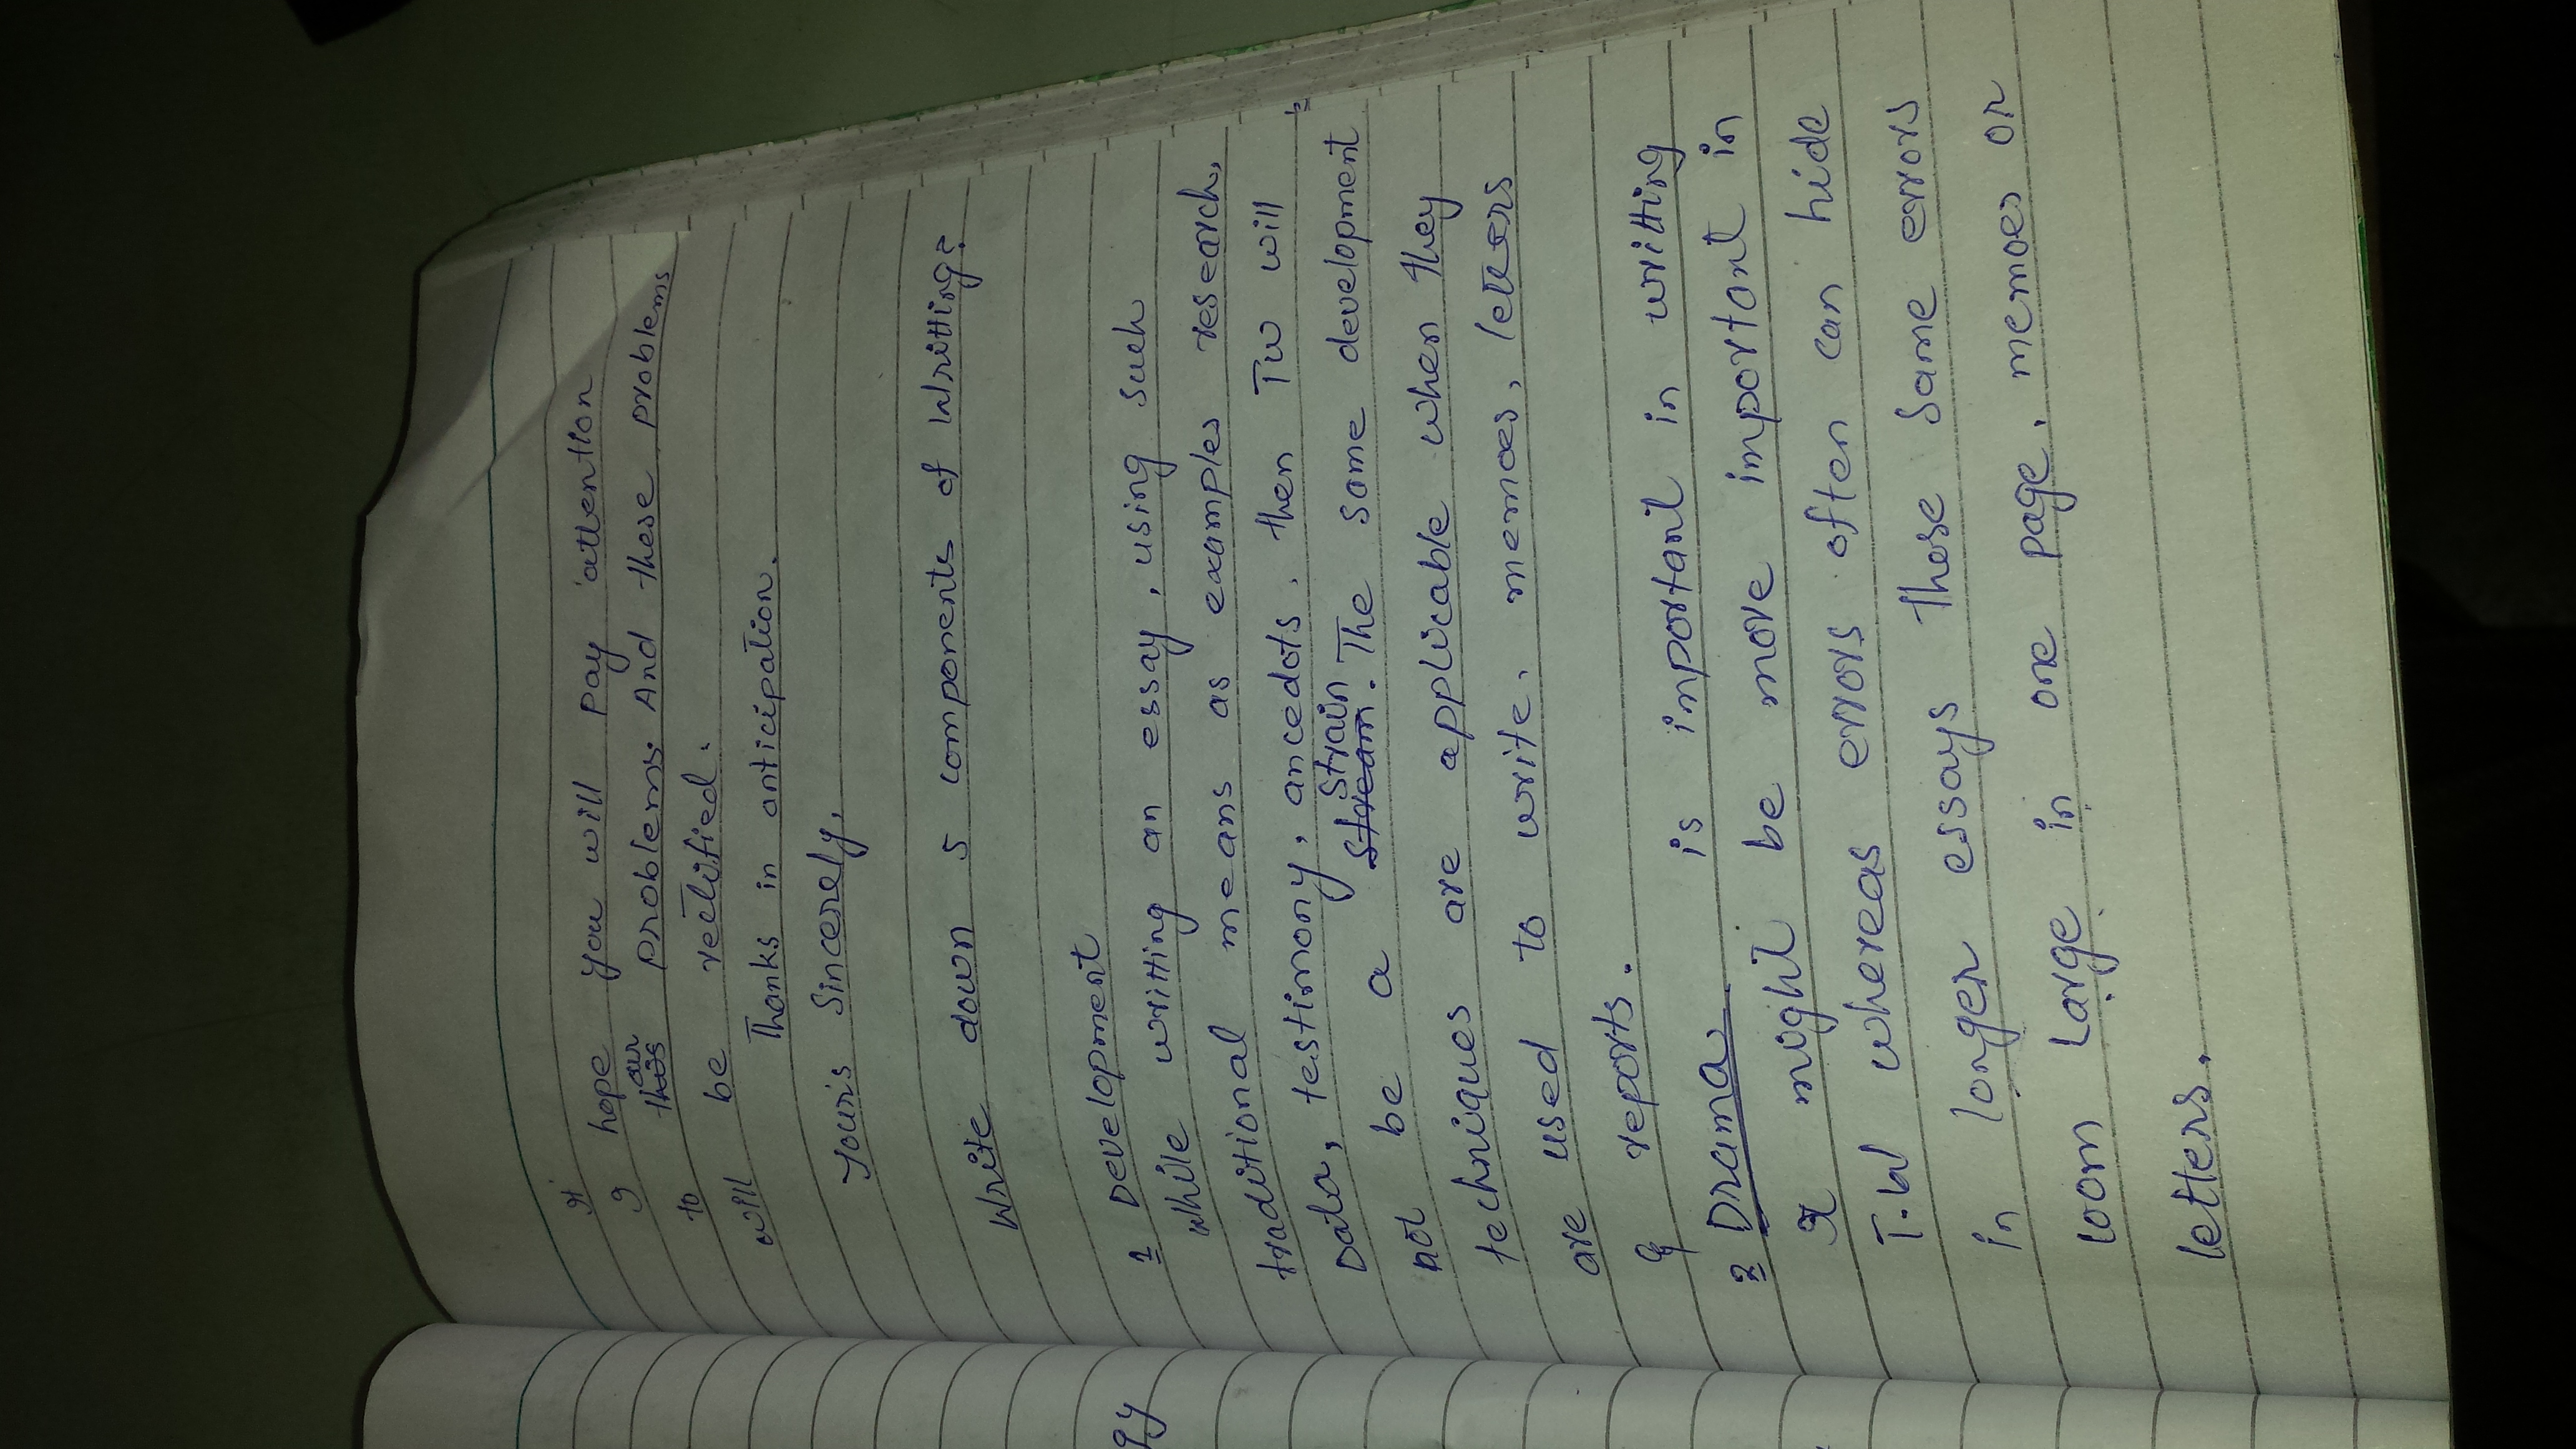 It
I hope you will pay attention
to our problems. And these problems
will be rectified.
Thanks in anticipation.
Your's Sincerely,
Write down 5 components of Writting?
1 Development
while writting an essay, using such
traditional means as examples research,
Data, testimony, ancedots, then TW will
not be a strain. The same development
techniques are applicable when they
are used to write, memoes, letters
& reports.
2 Drama is important in writting
It might be more important in
T.W whereas errors often can hide
in longer essays those same errors
loom large in one page, memoes or
letters.
gy